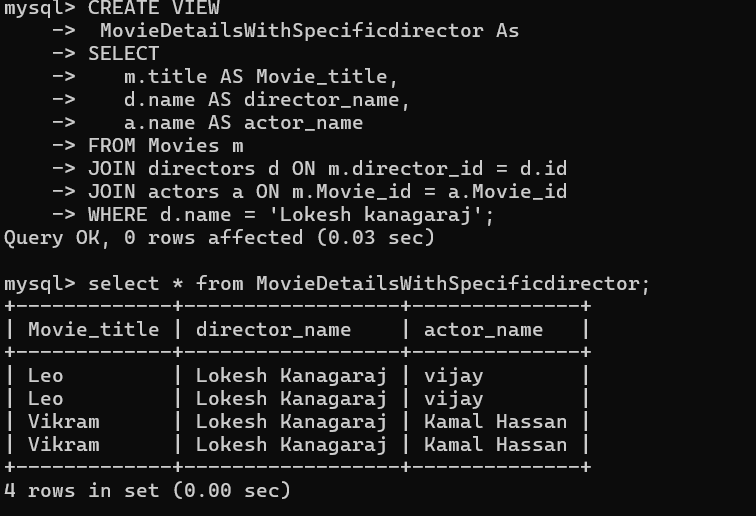 mysql> CREATE VIEW
    -> MovieDetailsWithSpecificdirector As
    -> SELECT
    ->    m.title AS Movie_title,
    ->    d.name AS director_name,
    ->    a.name AS actor_name
    -> FROM Movies m
    -> JOIN directors d ON m.director_id = d.id
    -> JOIN actors a ON m.Movie_id = a.Movie_id
    -> WHERE d.name = 'Lokesh kanagaraj';
Query OK, 0 rows affected (0.03 sec)

mysql> select * from MovieDetailsWithSpecificdirector;
+-------------+------------------+--------------+
| Movie_title | director_name    | actor_name   |
+-------------+------------------+--------------+
| Leo         | Lokesh Kanagaraj | vijay        |
| Leo         | Lokesh Kanagaraj | vijay        |
| Vikram      | Lokesh Kanagaraj | Kamal Hassan |
| Vikram      | Lokesh Kanagaraj | Kamal Hassan |
+-------------+------------------+--------------+
4 rows in set (0.00 sec)